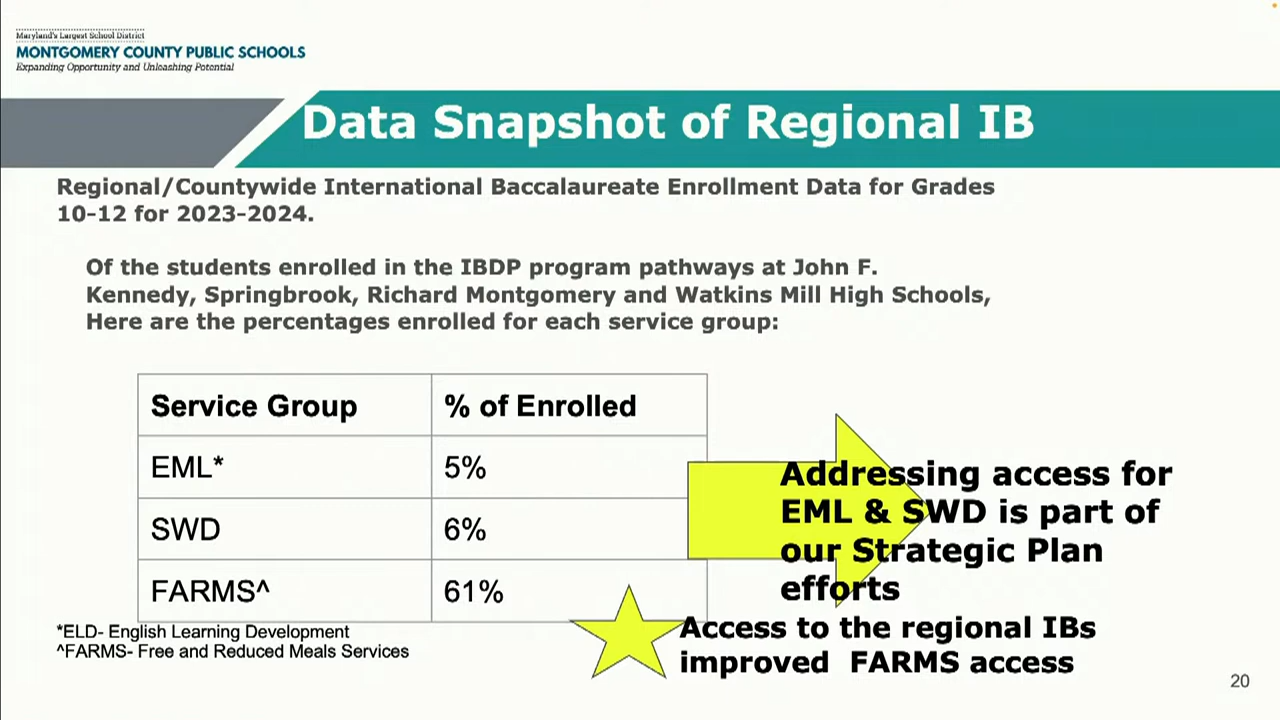 Maryland's Largest School District
MONTGOMERY COUNTY PUBLIC SCHOOLS
Expanding Opportunity and Unleashing Potential
Data Snapshot of Regional IB
Regional/Countywide International Baccalaureate Enrollment Data for Grades
10-12 for 2023-2024.
Of the students enrolled in the IBDP program pathways at John F.
Kennedy, Springbrook, Richard Montgomery and Watkins Mill High Schools,
Here are the percentages enrolled for each service group:
Service Group % of Enrolled
EML* 5%
SWD 6%
FARMS^ 61%
Addressing access for
EML & SWD is part of
our Strategic Plan
efforts
*ELD- English Learning Development
^FARMS- Free and Reduced Meals Services
Access to the regional IBs
improved FARMS access
20